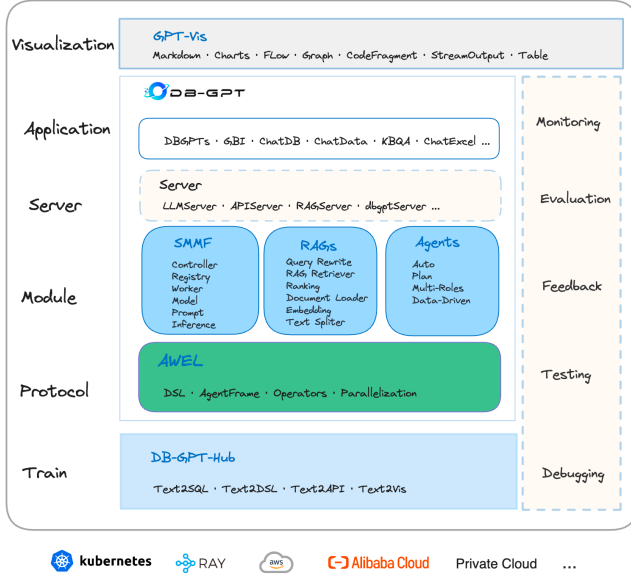 Visualization
GPT-Vis
Markdown · Charts · FLow · Graph · CodeFragment · StreamOutput · Table
DB-GPT
Application
DBGPTs · GBI · ChatDB · ChatData · KBQA · ChatExcel ...
Server
Server
LLMServer · APIServer · RAGServer · dbgptServer ...
Module
SMMF
Controller
Registry
Worker
Model
Prompt
Inference
RAGs
Query Rewrite
RAG Retriever
Ranking
Document Loader
Embedding
Text Spliter
Agents
Auto
Plan
Multi-Roles
Data-Driven
Protocol
AWEL
DSL · AgentFrame · Operators · Parallelization
Train
DB-GPT-Hub
Text2SQL · Text2DSL · Text2API · Text2Vis
Monitoring
Evaluation
Feedback
Testing
Debugging
kubernetes
RAY
aws
Alibaba Cloud
Private Cloud
...